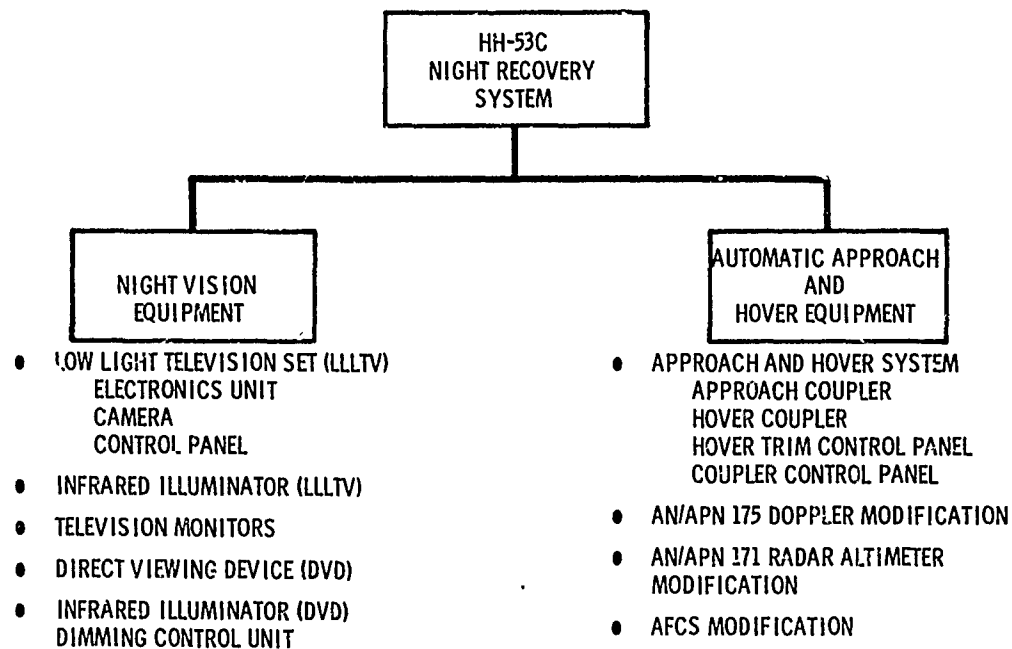 HH-53C
NIGHT RECOVERY
SYSTEM
NIGHT VISION
EQUIPMENT
• LOW LIGHT TELEVISION SET (LLLTV)
ELECTRONICS UNIT
CAMERA
CONTROL PANEL
• INFRARED ILLUMINATOR (LLLTV)
• TELEVISION MONITORS
• DIRECT VIEWING DEVICE (DVD)
• INFRARED ILLUMINATOR (DVD)
DIMMING CONTROL UNIT
AUTOMATIC APPROACH
AND
HOVER EQUIPMENT
• APPROACH AND HOVER SYSTEM
APPROACH COUPLER
HOVER COUPLER
HOVER TRIM CONTROL PANEL
COUPLER CONTROL PANEL
• AN/APN 175 DOPPLER MODIFICATION
• AN/APN 171 RADAR ALTIMETER
MODIFICATION
• AFCS MODIFICATION